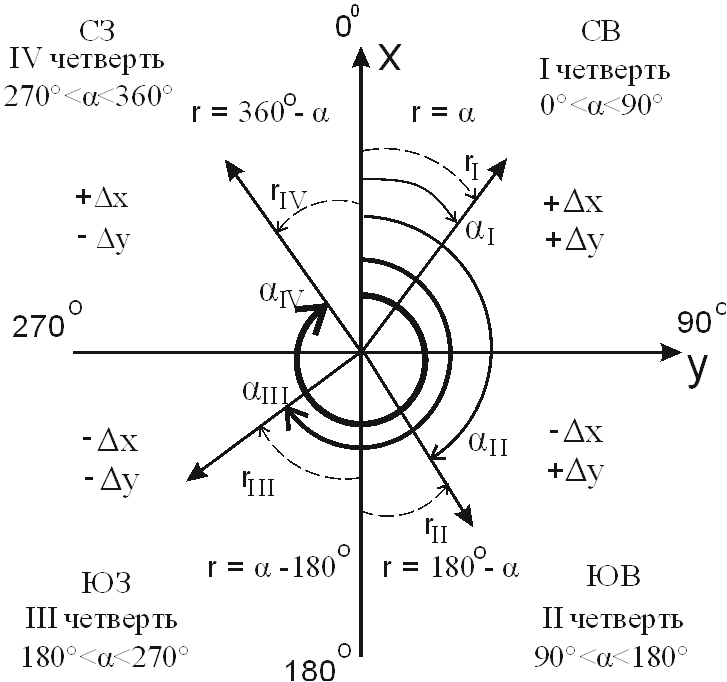 0⁰
СЗ
IV четверть
270°<α<360°
СВ
I четверть
0°<α<90°
X
r = 360°- α
r = α
r_I
r_IV
+Δx
- Δy
α_I
+Δx
+Δy
α_IV
270°
90°
y
α_III
α_II
-Δx
-Δy
-Δx
+Δy
r_III
r_II
r = α -180°
r = 180°- α
ЮЗ
III четверть
180°<α<270°
ЮВ
II четверть
90°<α<180°
180°